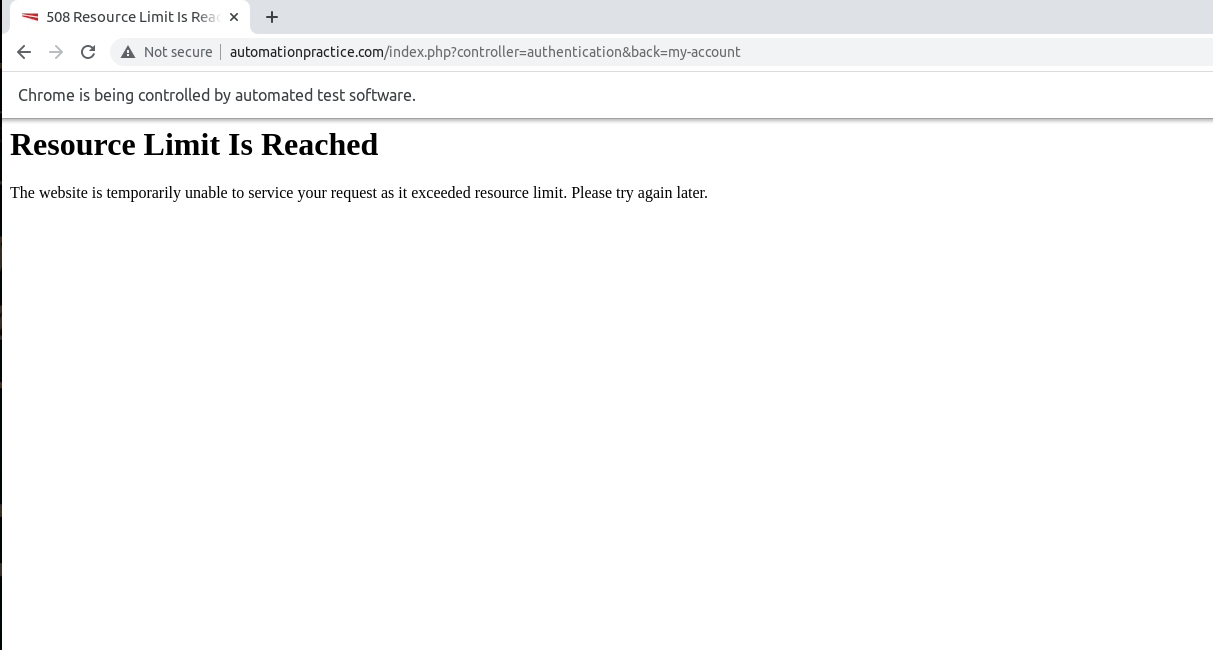 508 Resource Limit Is Reac
Not secure automationpractice.com/index.php?controller=authentication&back=my-account
Chrome is being controlled by automated test software.
Resource Limit Is Reached
The website is temporarily unable to service your request as it exceeded resource limit. Please try again later.